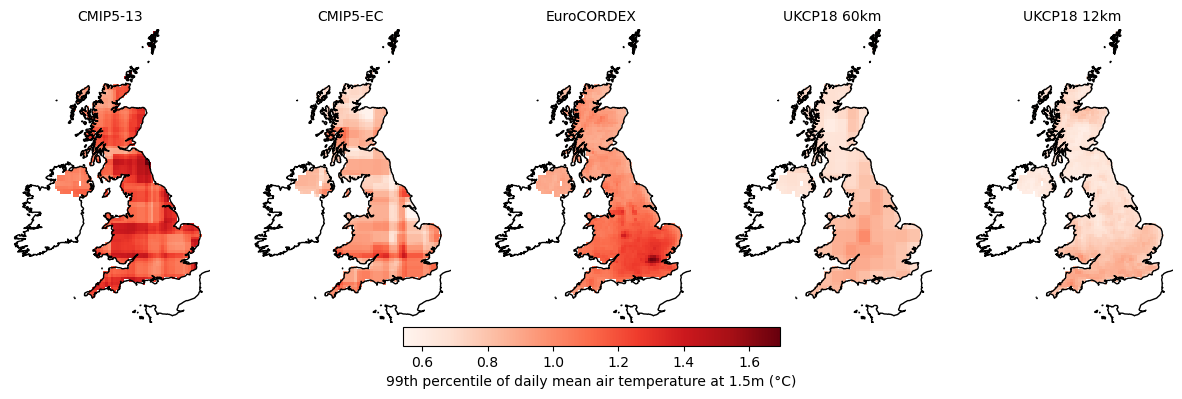 CMIP5-13 CMIP5-EC EuroCORDEX UKCP18 60km UKCP18 12km
0.6 0.8 1.0 1.2 1.4 1.6
99th percentile of daily mean air temperature at 1.5m (°C)